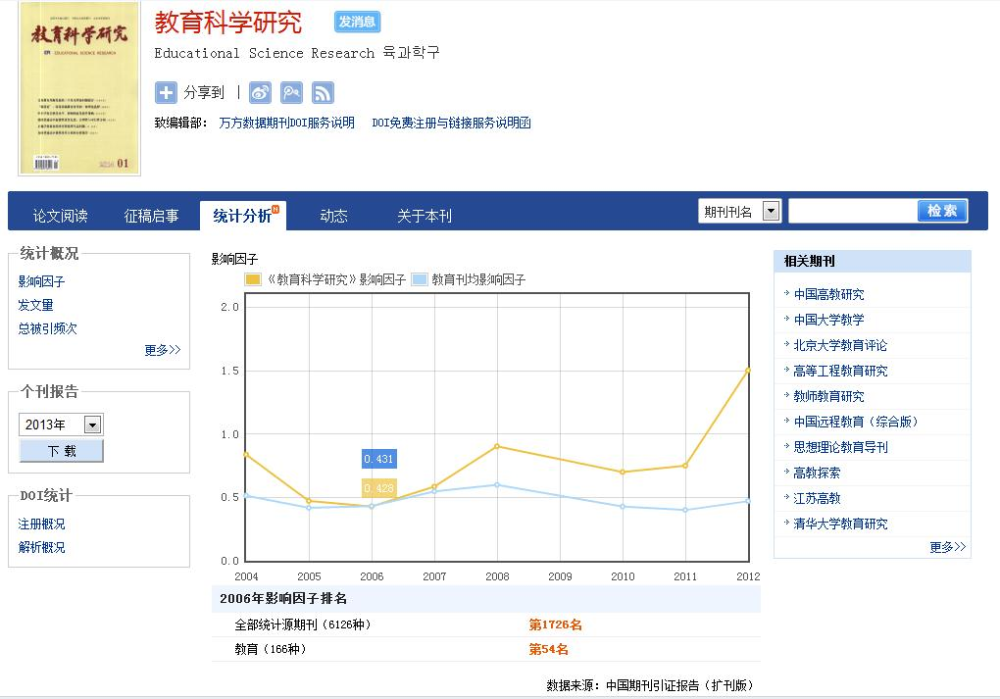 教育科学研究
EDUCATIONAL SCIENCE RESEARCH
01
教育科学研究
发消息
Educational Science Research 육과학구
分享到 |
致编辑部： 万方数据期刊DOI服务说明 DOI免费注册与链接服务说明函
论文阅读 征稿启事 统计分析 N 动态 关于本刊
期刊刊名 检索
统计概况
影响因子
发文量
总被引频次
更多>>
个刊报告
2013年
下 载
DOI统计
注册概况
解析概况
影响因子
《教育科学研究》影响因子 教育刊均影响因子
2.0
1.5
1.0
0.5
0.0
0.431
0.428
2004 2005 2006 2007 2008 2009 2010 2011 2012
2006年影响因子排名
全部统计源期刊（6126种） 第1726名
教育（166种） 第54名
数据来源：中国期刊引证报告（扩刊版）
相关期刊
中国高教研究
中国大学教学
北京大学教育评论
高等工程教育研究
教师教育研究
中国远程教育（综合版）
思想理论教育导刊
高教探索
江苏高教
清华大学教育研究
更多>>